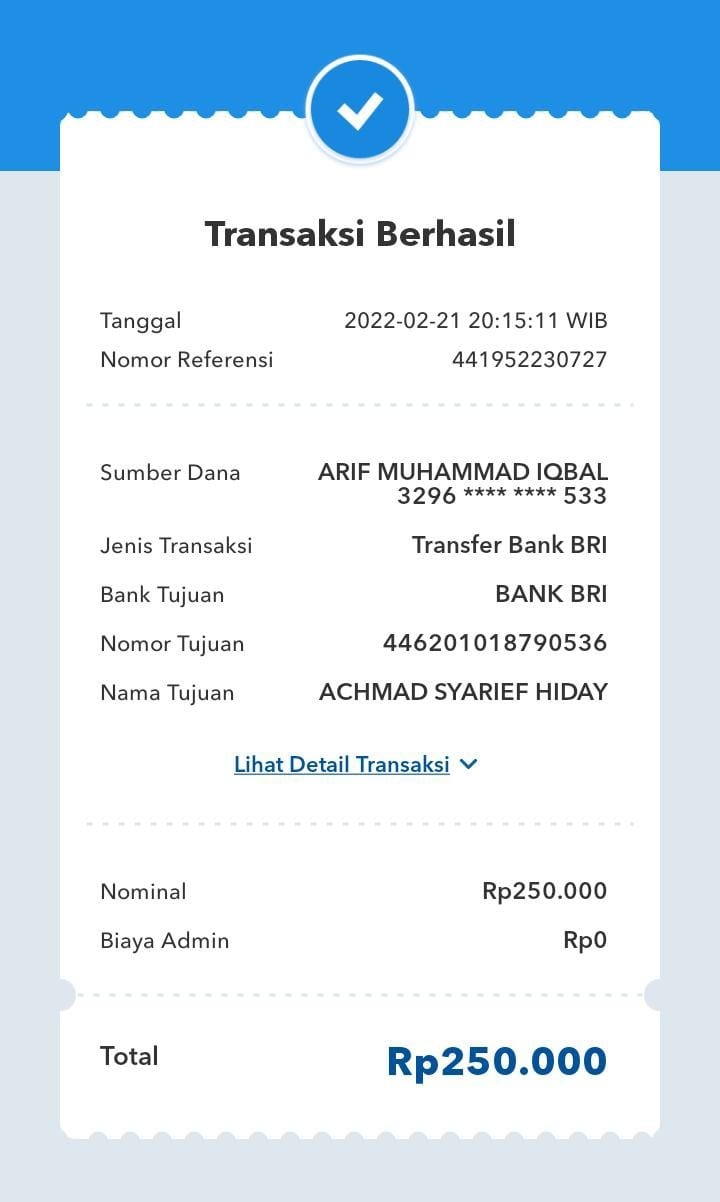 Transaksi Berhasil
Tanggal 2022-02-21 20:15:11 WIB
Nomor Referensi 441952230727
Sumber Dana ARIF MUHAMMAD IQBAL
3296 **** **** 533
Jenis Transaksi Transfer Bank BRI
Bank Tujuan BANK BRI
Nomor Tujuan 446201018790536
Nama Tujuan ACHMAD SYARIEF HIDAY
Lihat Detail Transaksi
Nominal Rp250.000
Biaya Admin Rp0
Total Rp250.000